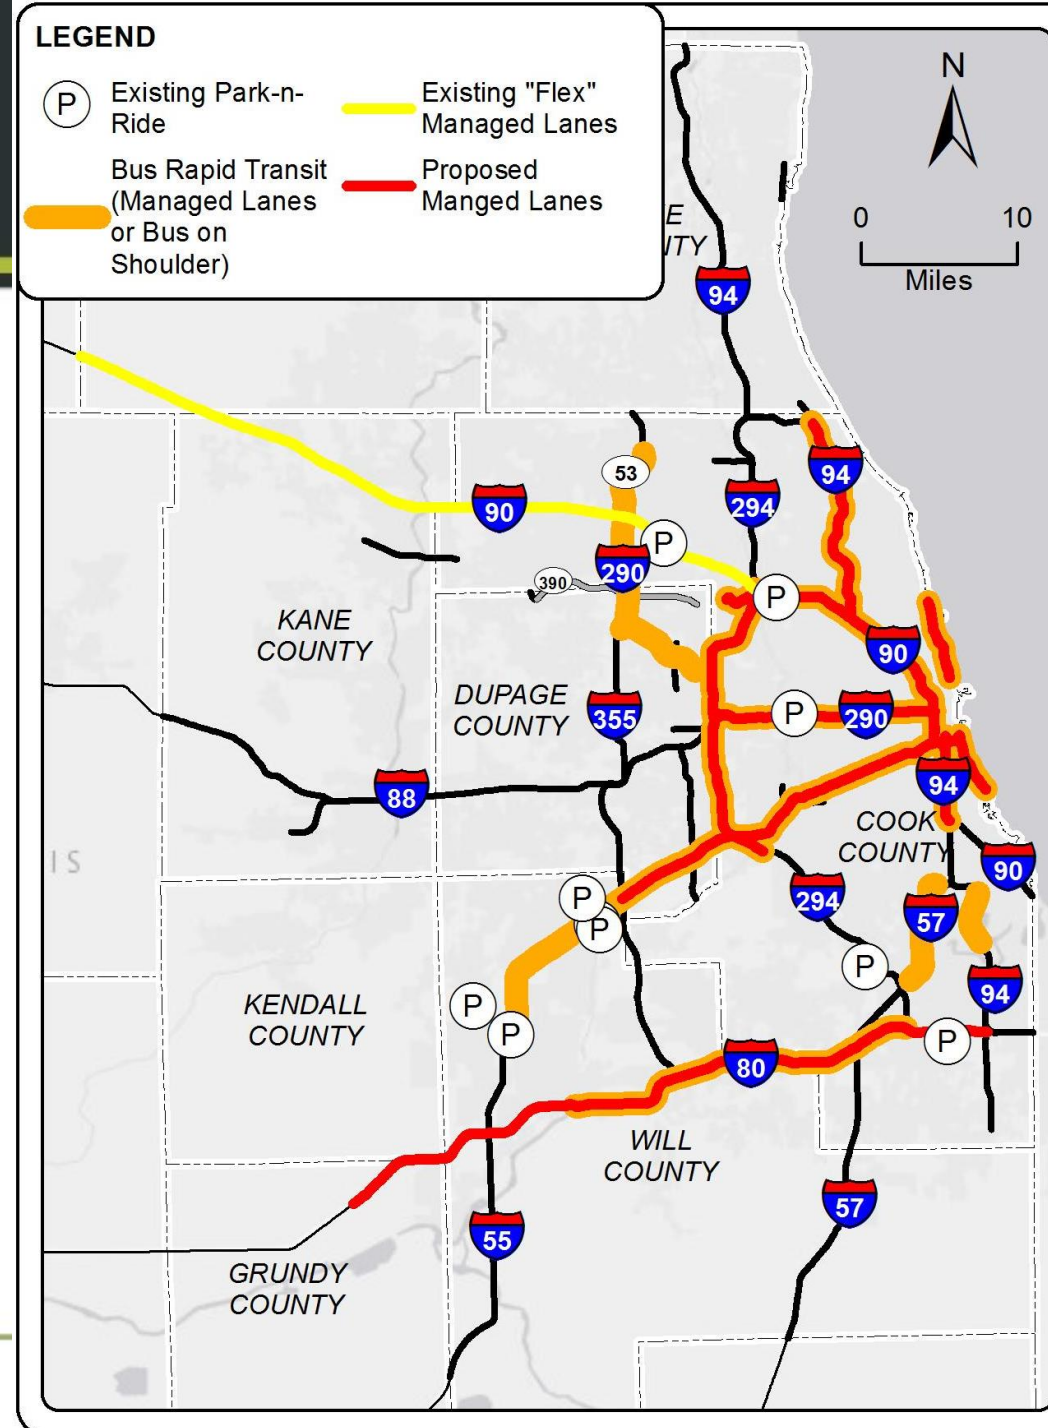 LEGEND
P
Existing Park-n-
Ride
Existing "Flex"
Managed Lanes
Bus Rapid Transit
(Managed Lanes
or Bus on
Shoulder)
Proposed
Manged Lanes
N
0 10
Miles
E
NTY
94
53
94
90
294
P
290
390
P
KANE
COUNTY
90
DUPAGE
COUNTY
355
P
290
88
94
COOK
COUNTY
IS
90
P
294
57
P
P
94
KENDALL
COUNTY
P
P
P
80
WILL
COUNTY
57
55
GRUNDY
COUNTY